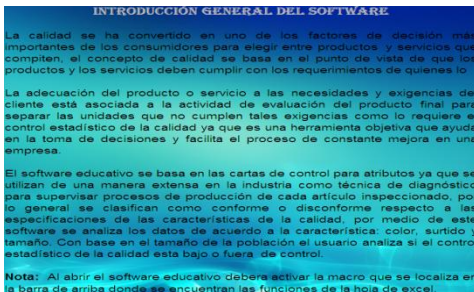 INTRODUCCIÓN GENERAL DEL SOFTWARE
La calidad se ha convertido en uno de los factores de decisión más
importantes de los consumidores para elegir entre productos y servicios que
compiten, el concepto de calidad se basa en el punto de vista de que los
productos y los servicios deben cumplir con los requerimientos de quienes lo
La adecuación del producto o servicio a las necesidades y exigencias de
cliente está asociada a la actividad de evaluación del producto final para
separar las unidades que no cumplen tales exigencias como lo requiere e
control estadístico de la calidad ya que es una herramienta objetiva que ayuda
en la toma de decisiones y facilita el proceso de constante mejora en una
empresa.
El software educativo se basa en las cartas de control para atributos ya que se
utilizan de una manera extensa en la industria como técnica de diagnóstico
para supervisar procesos de producción de cada artículo inspeccionado, por
lo general se clasifican como conforme o disconforme respecto a las
especificaciones de las características de la calidad, por medio de este
software se analiza los datos de acuerdo a la característica: color, surtido y
tamaño. Con base en el tamaño de la población el usuario analiza si el contro
estadístico de la calidad esta bajo o fuera de control.
Nota: Al abrir el software educativo debera activar la macro que se localiza en
la barra de arriba donde se encuentran las funciones de la hoja de excel.